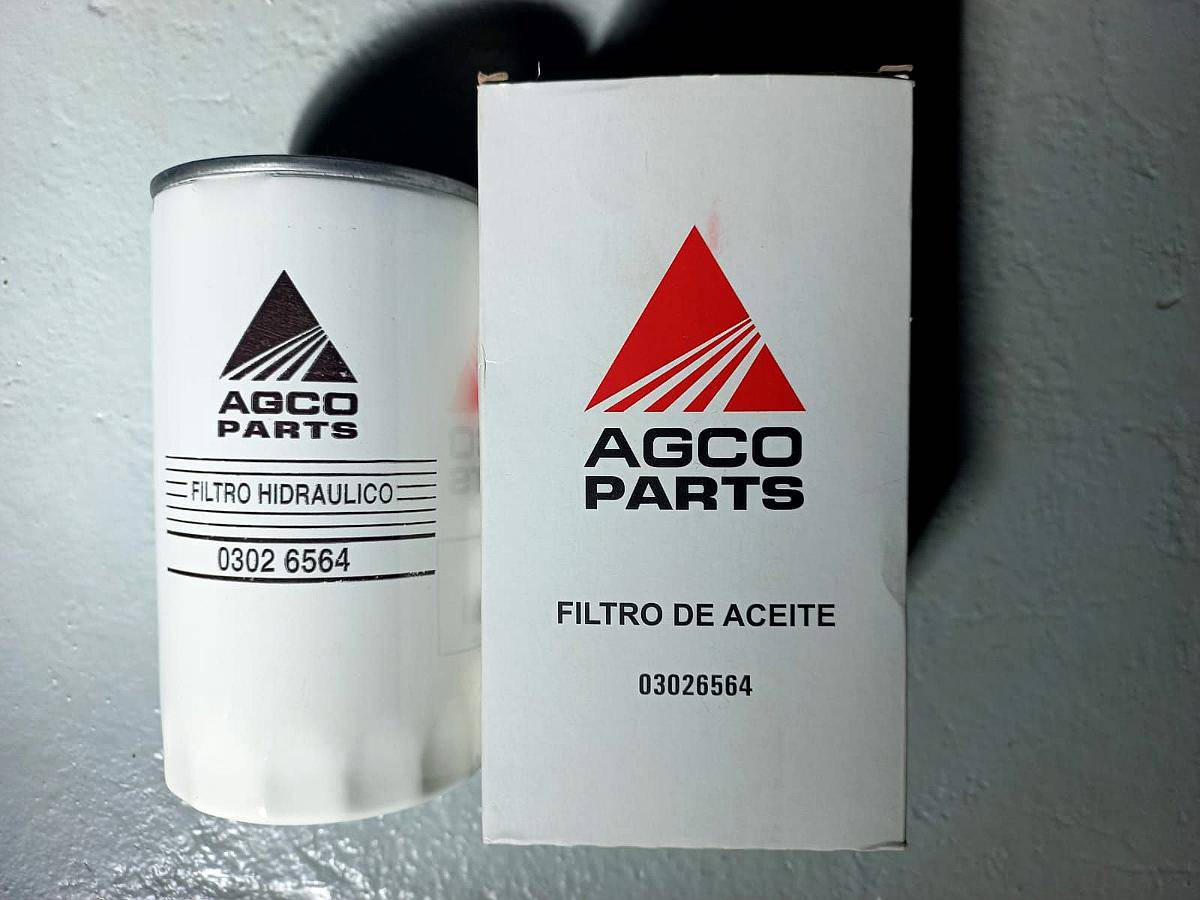 AGCO
PARTS
FILTRO HIDRAULICO
0302 6564
AGCO
PARTS
FILTRO DE ACEITE
03026564